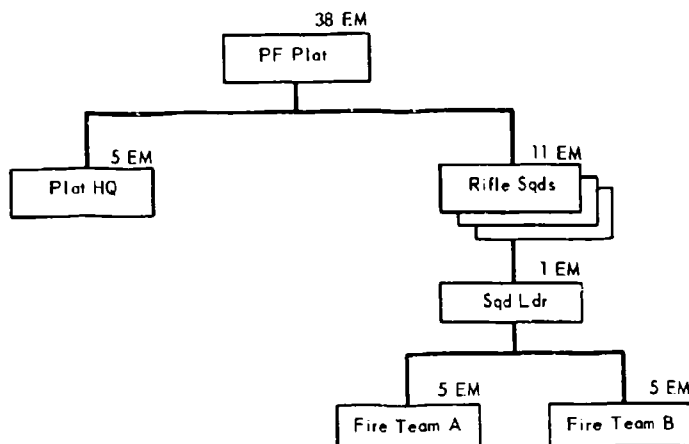 38 EM
PF Plat
5 EM
Plat HQ
11 EM
Rifle Sqds
1 EM
Sqd Ldr
5 EM
Fire Team A
5 EM
Fire Team B